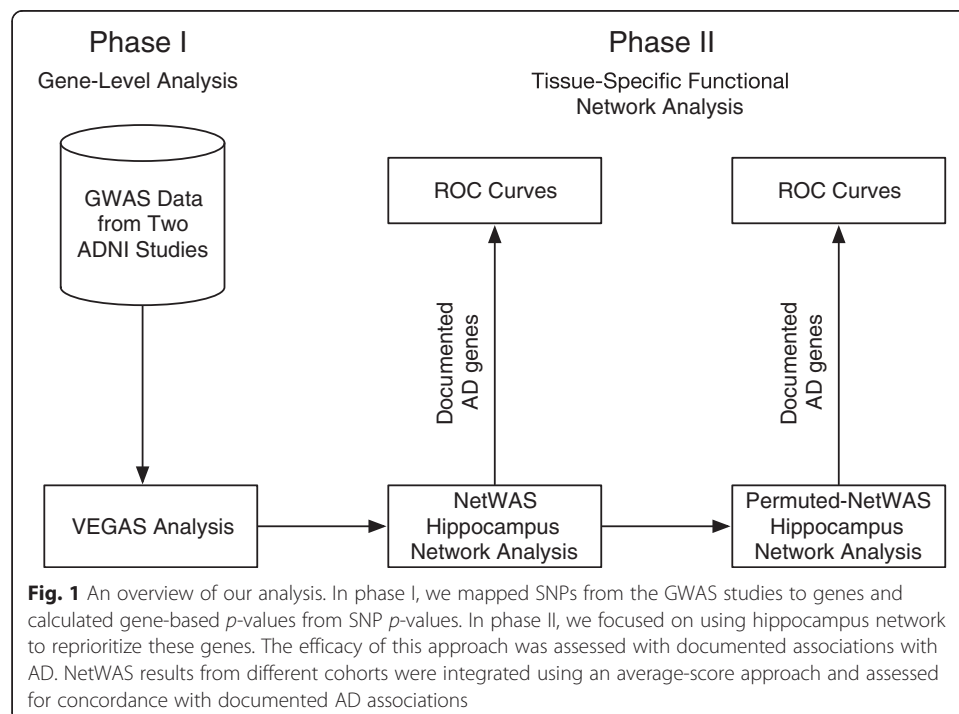 Phase I
Gene-Level Analysis
Phase II
Tissue-Specific Functional
Network Analysis
GWAS Data
from Two
ADNI Studies
ROC Curves
ROC Curves
Documented
AD genes
Documented
AD genes
VEGAS Analysis
NetWAS
Hippocampus
Network Analysis
Permuted-NetWAS
Hippocampus
Network Analysis
Fig. 1 An overview of our analysis. In phase I, we mapped SNPs from the GWAS studies to genes and
calculated gene-based p-values from SNP p-values. In phase II, we focused on using hippocampus network
to reprioritize these genes. The efficacy of this approach was assessed with documented associations with
AD. NetWAS results from different cohorts were integrated using an average-score approach and assessed
for concordance with documented AD associations